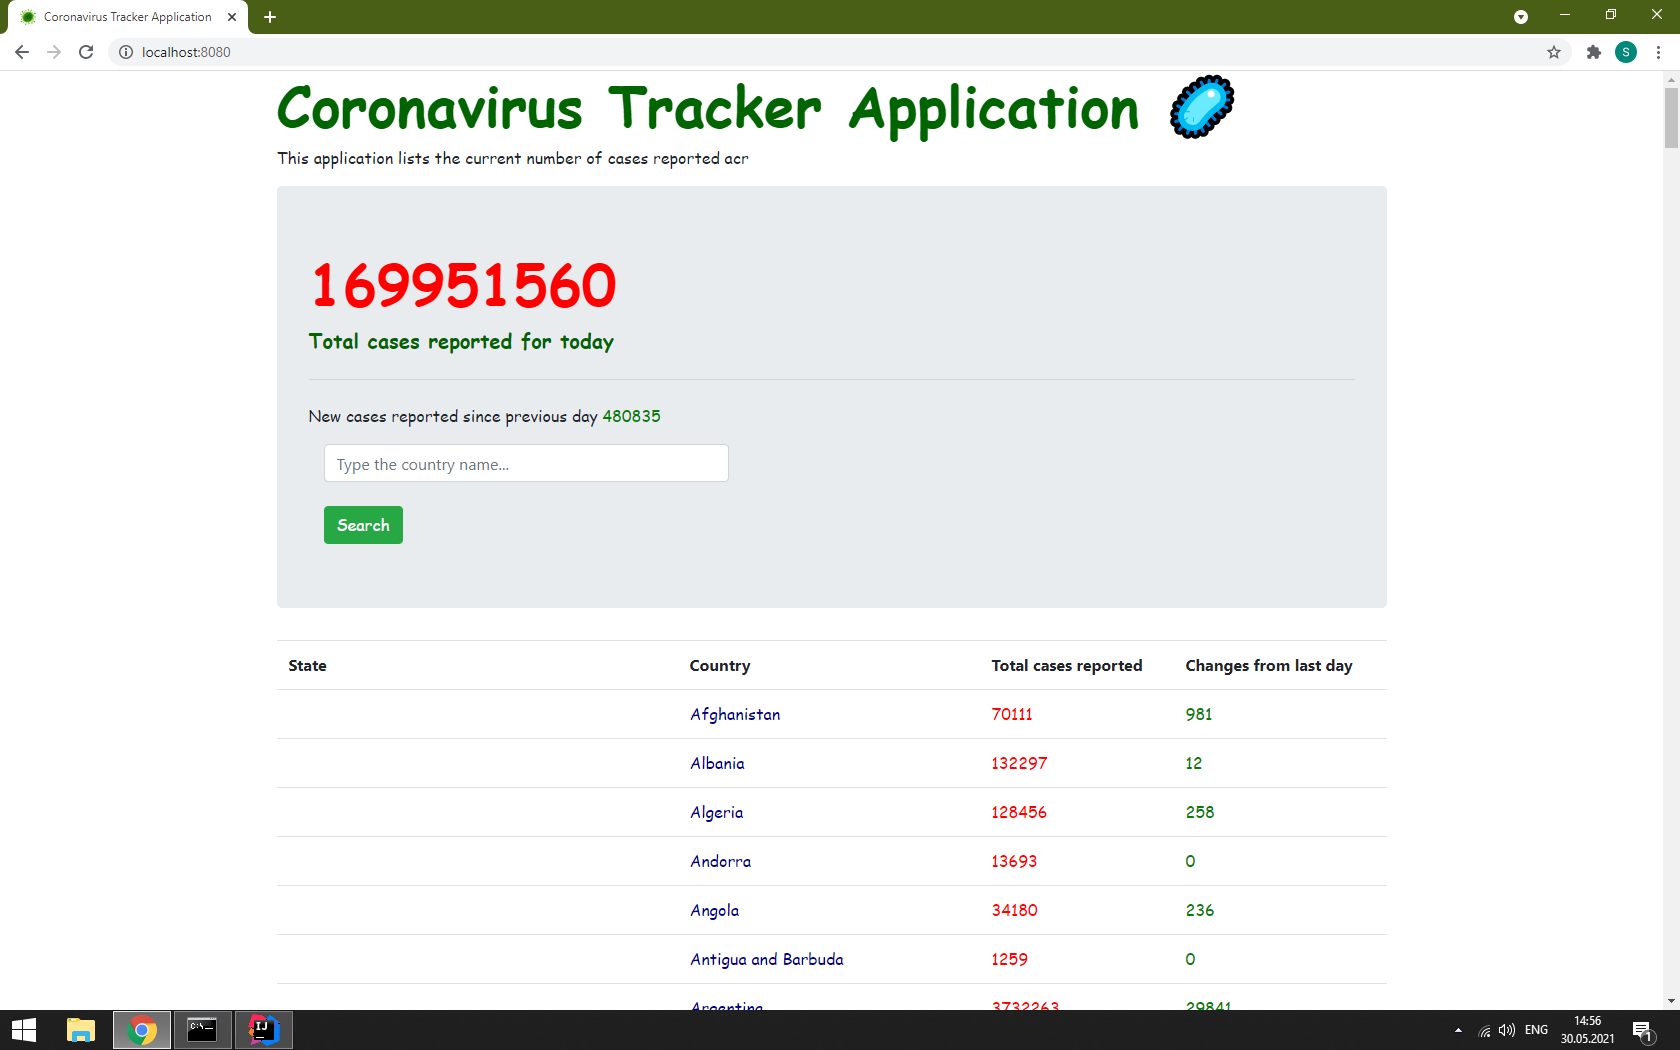 Coronavirus Tracker Application
localhost:8080
S
Coronavirus Tracker Application
This application lists the current number of cases reported acr
169951560
Total cases reported for today
New cases reported since previous day 480835
Type the country name...
Search
State Country Total cases reported Changes from last day
Afghanistan 70111 981
Albania 132297 12
Algeria 128456 258
Andorra 13693 0
Angola 34180 236
Antigua and Barbuda 1259 0
Argentina 3732263 29841
C:\_
IJ
ENG
14:56
30.05.2021
1